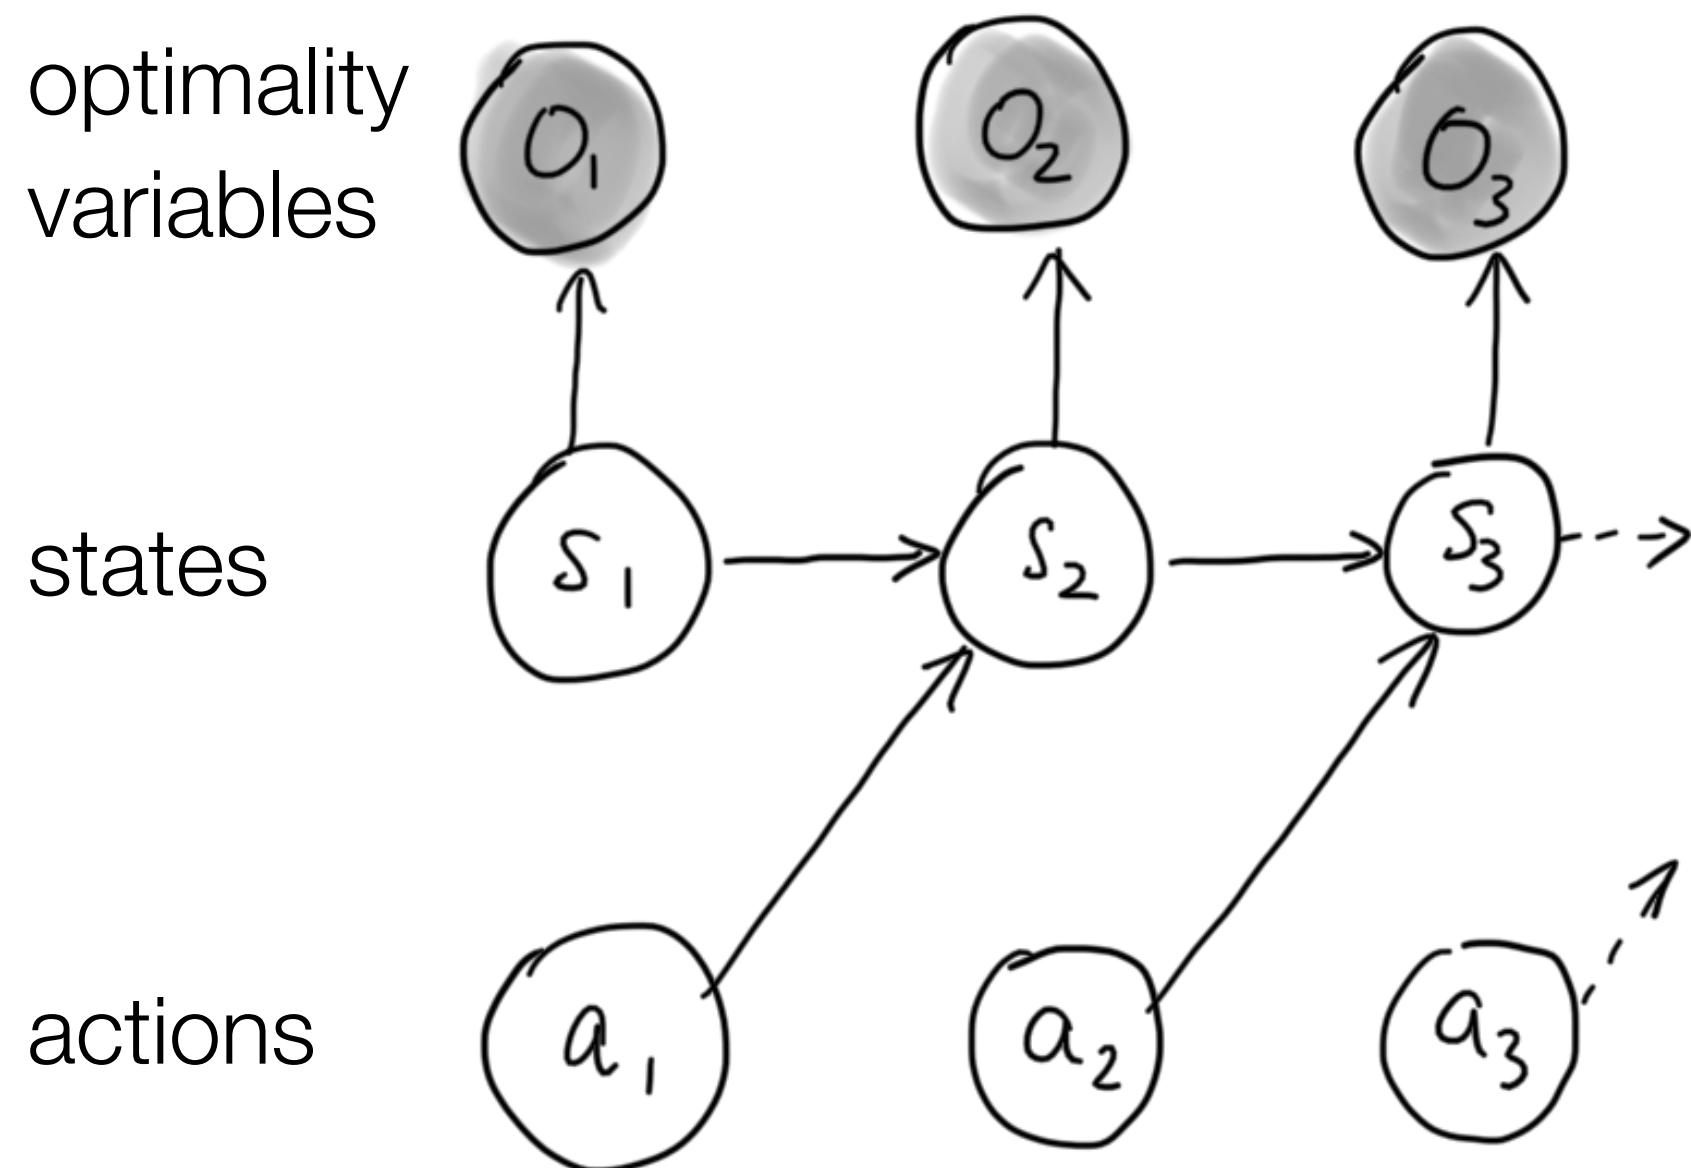 optimality
variables
O1 O2 O3
states
s1 s2 s3
actions
a1 a2 a3